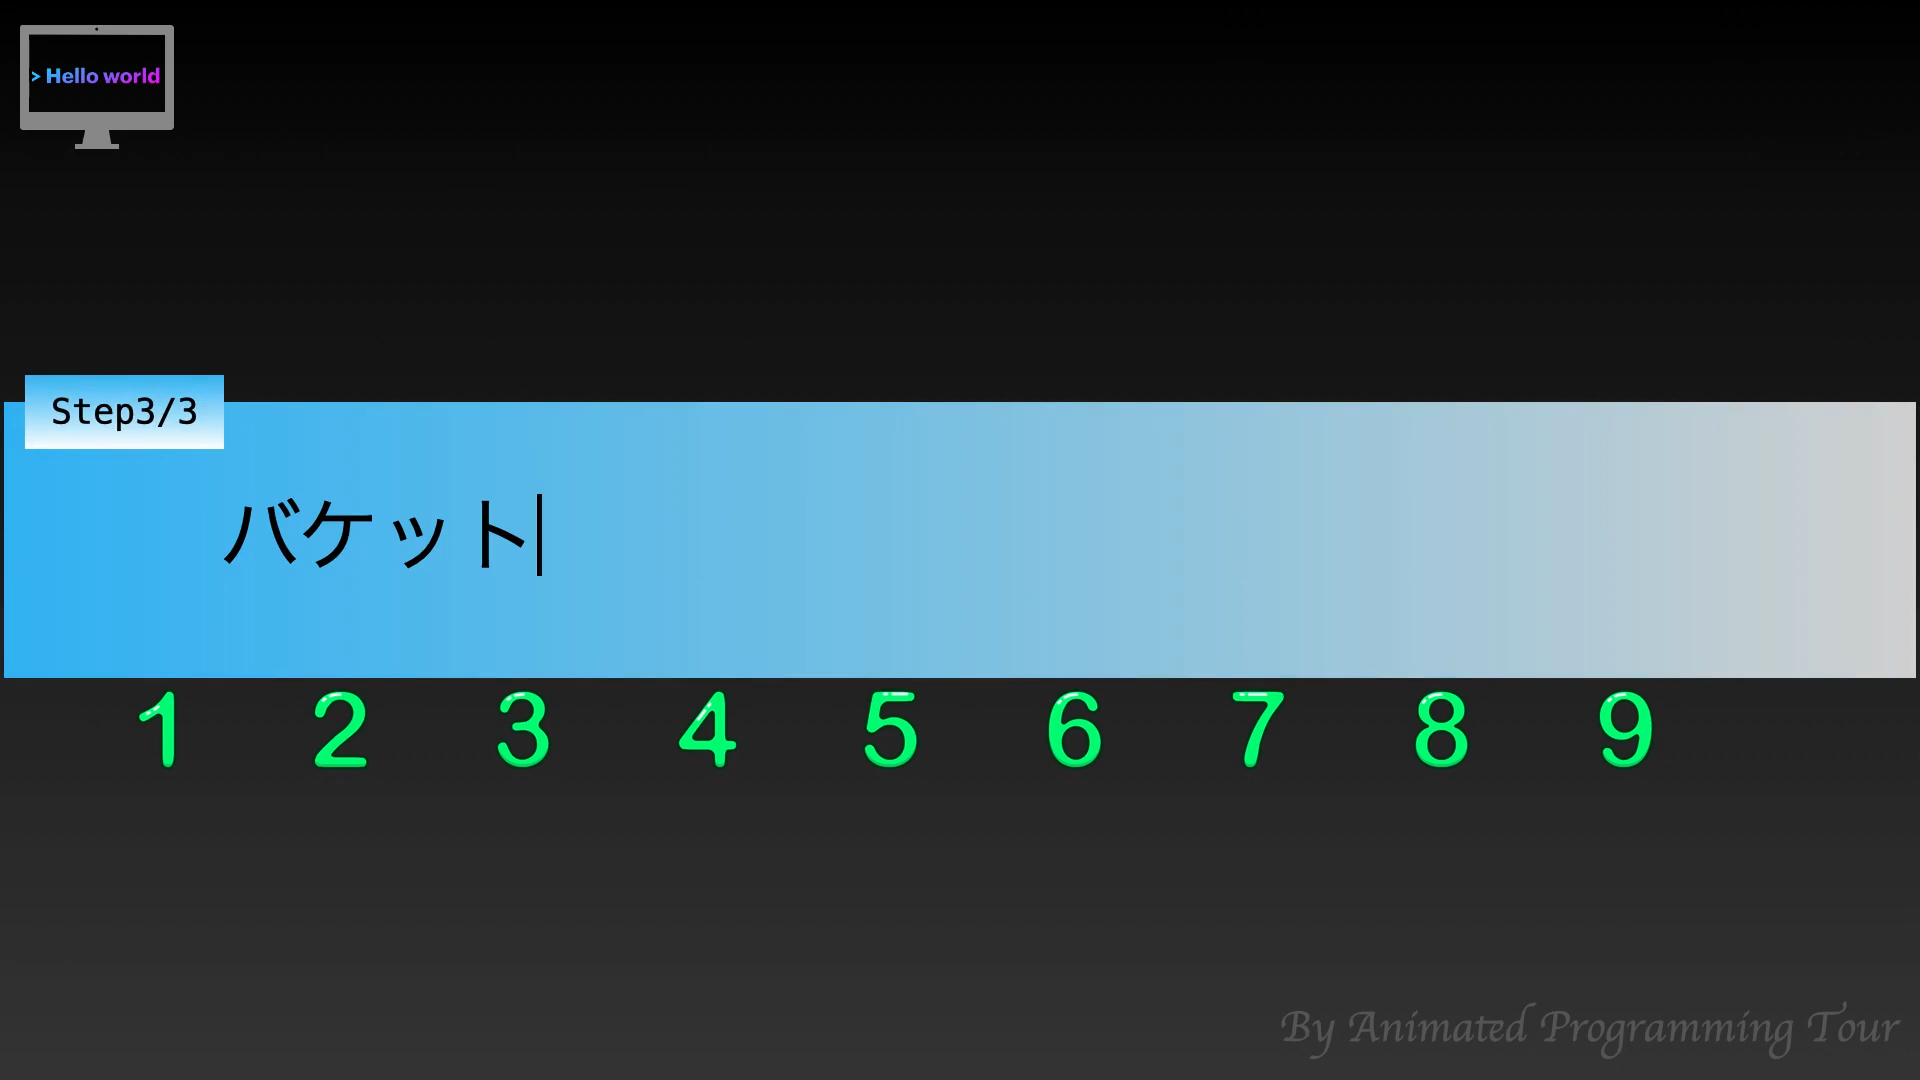 > Hello world
Step3/3
バケット
1 2 3 4 5 6 7 8 9
By Animated Programming Tour